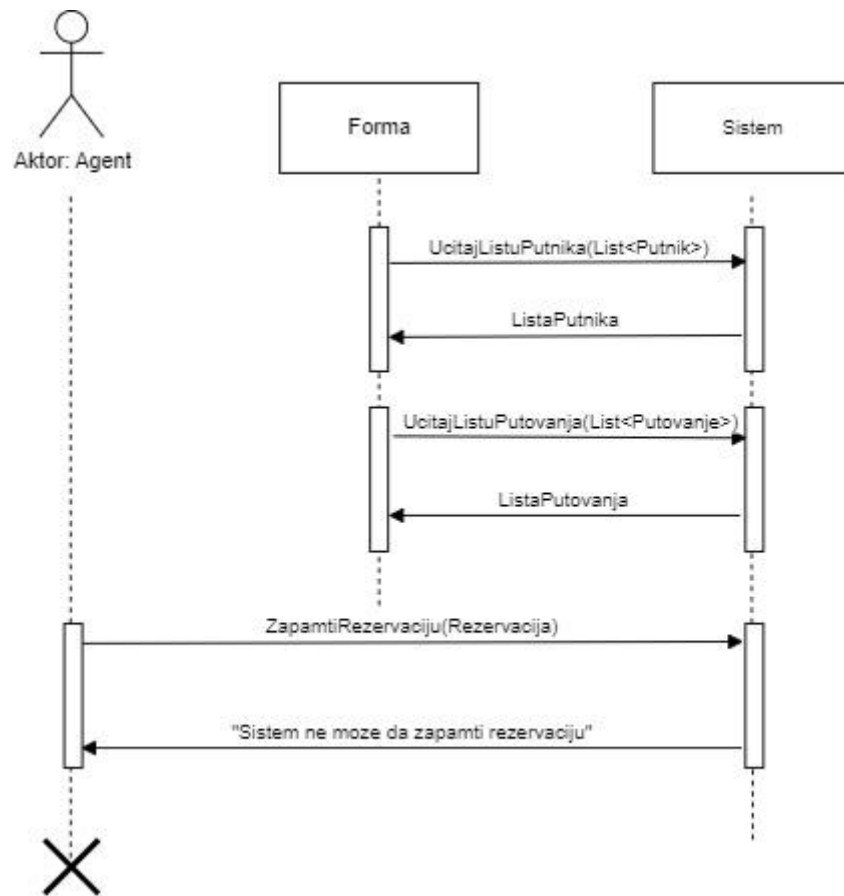 Forma
Sistem
Aktor: Agent
UcitajListuPutnika(List<Putnik>)
ListaPutnika
UcitajListuPutovanja(List<Putovanje>)
ListaPutovanja
ZapamtiRezervaciju(Rezervacija)
"Sistem ne moze da zapamti rezervaciju"